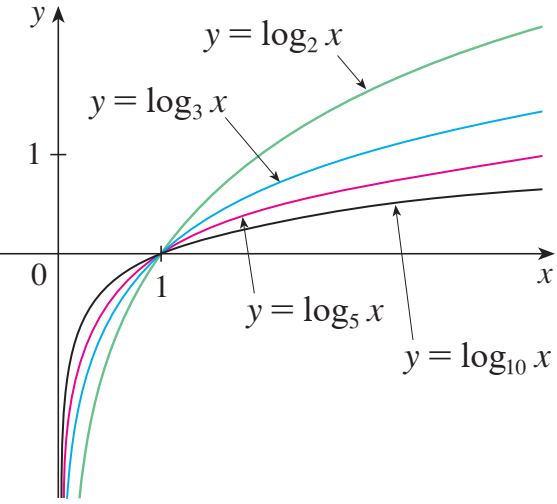 y
y = log₂ x
y = log₃ x
1
0
1
x
y = log₅ x
y = log₁₀ x